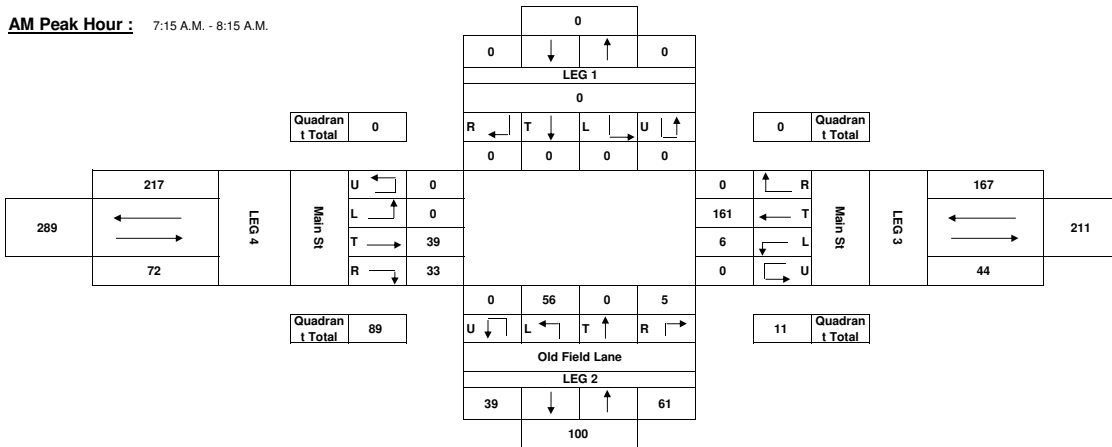 AM Peak Hour : 7:15 A.M. - 8:15 A.M.
0
0 0
LEG 1
0
Quadran
t Total 0
R T L U
0 Quadran
t Total
0 0 0 0
217
289
72
LEG 4
Main St
U 0
L 0
T 39
R 33
0 R
161 T
6 L
0 U
Main St
LEG 3
167
211
44
Quadran
t Total 89
0 56 0 5
U L T R
11 Quadran
t Total
Old Field Lane
LEG 2
39 61
100